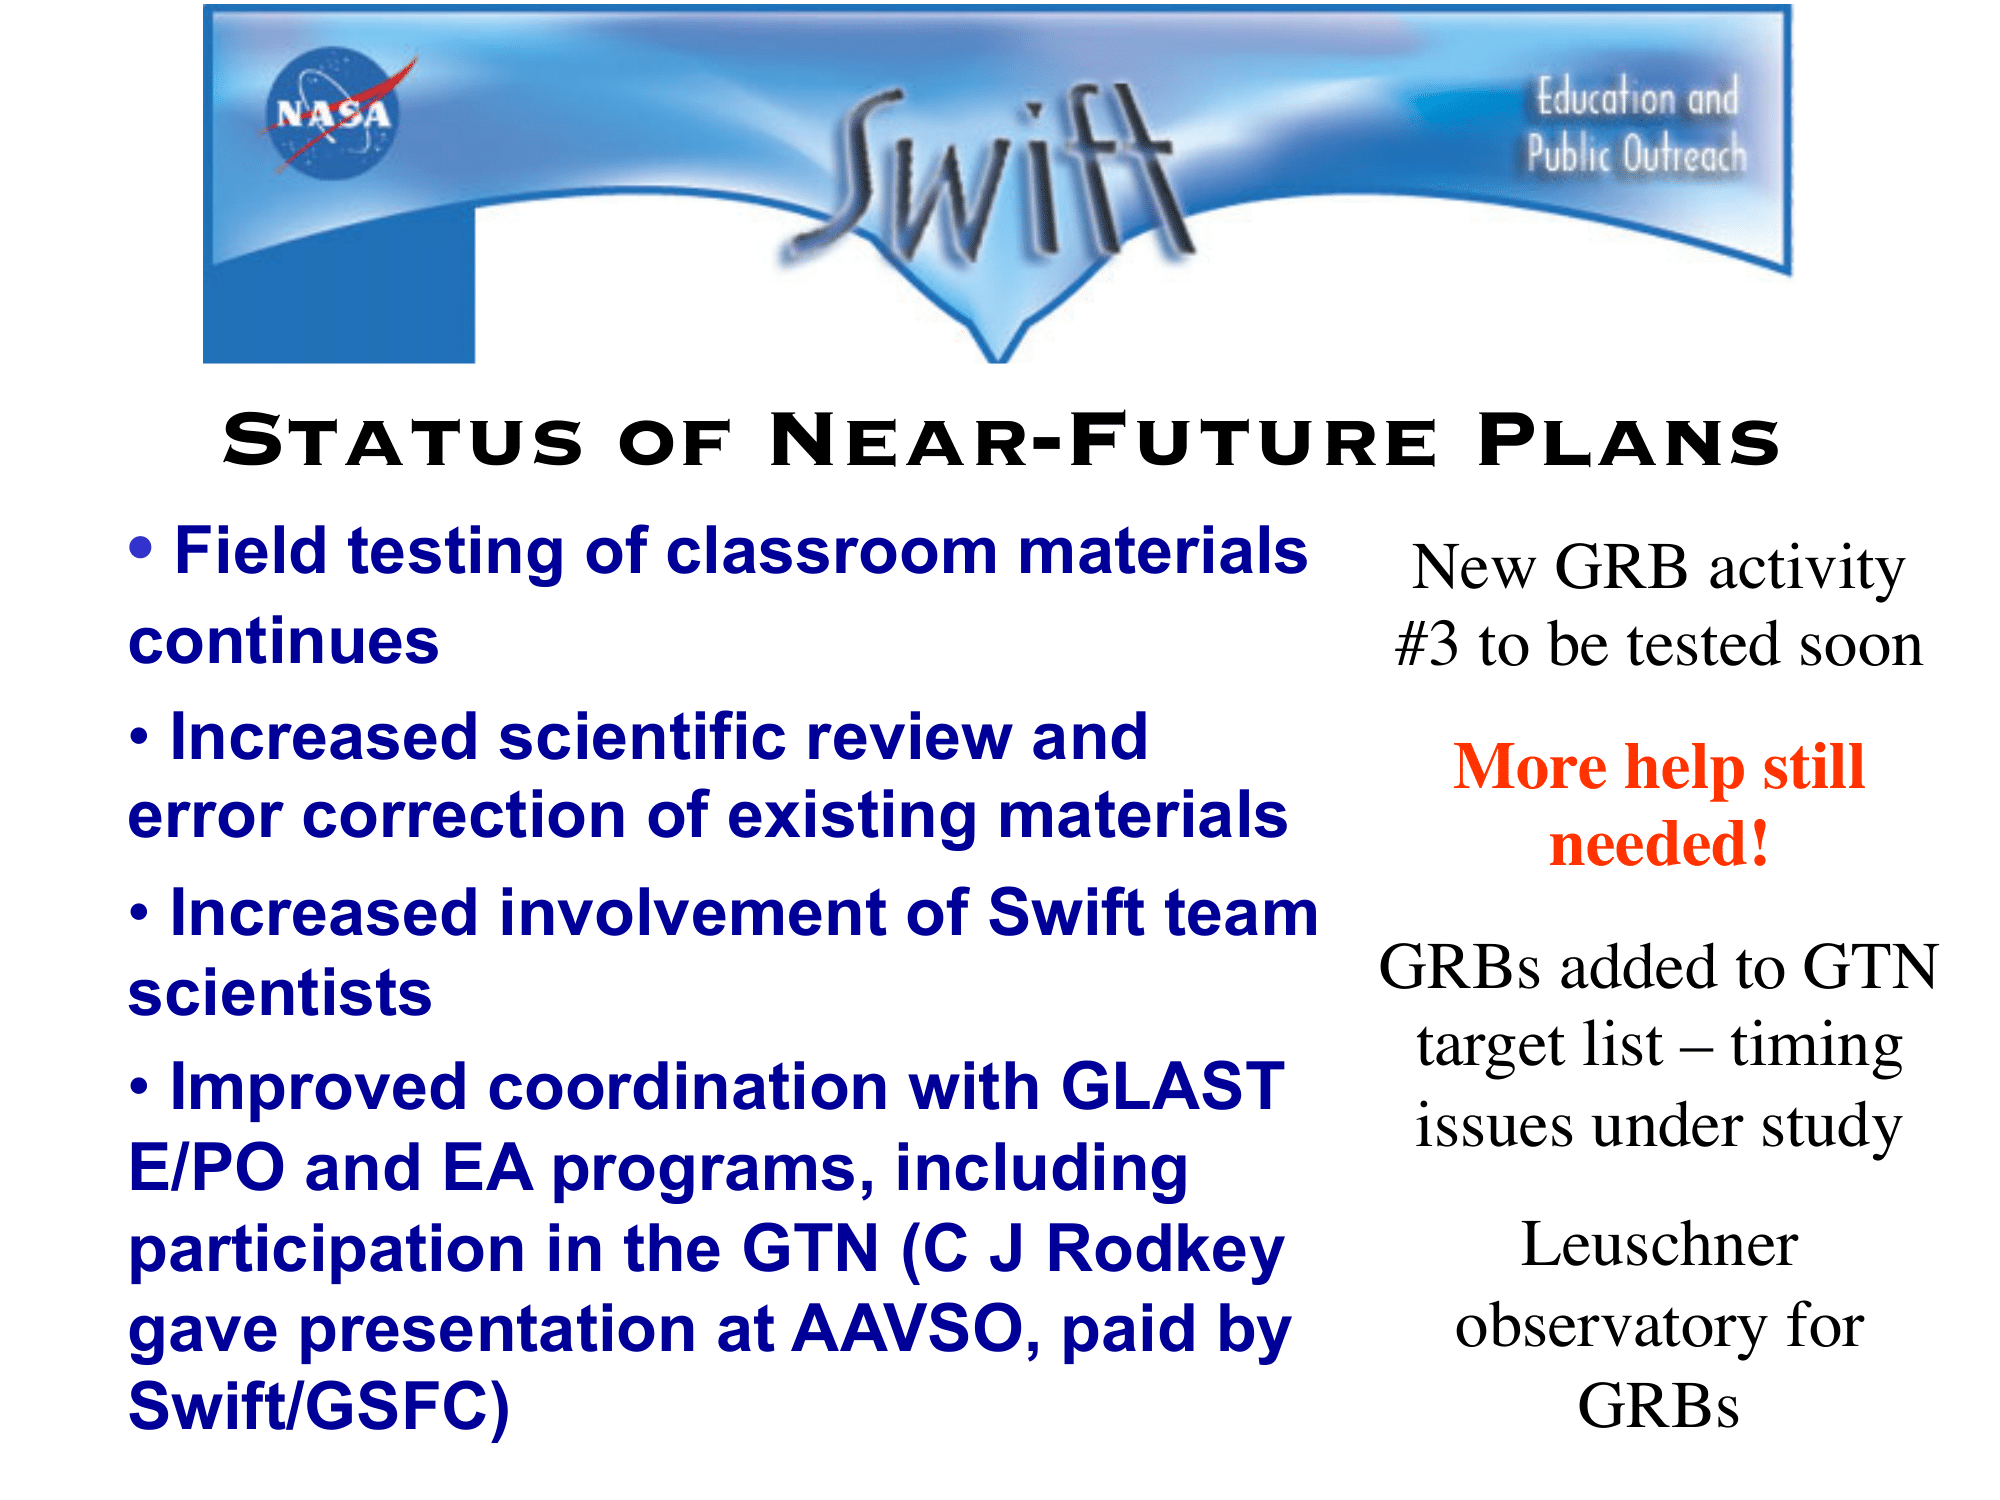 NASA
Swift
Education and
Public Outreach
Status of Near-Future Plans
• Field testing of classroom materials
continues
• Increased scientific review and
error correction of existing materials
• Increased involvement of Swift team
scientists
• Improved coordination with GLAST
E/PO and EA programs, including
participation in the GTN (C J Rodkey
gave presentation at AAVSO, paid by
Swift/GSFC)
New GRB activity
#3 to be tested soon
More help still
needed!
GRBs added to GTN
target list – timing
issues under study
Leuschner
observatory for
GRBs